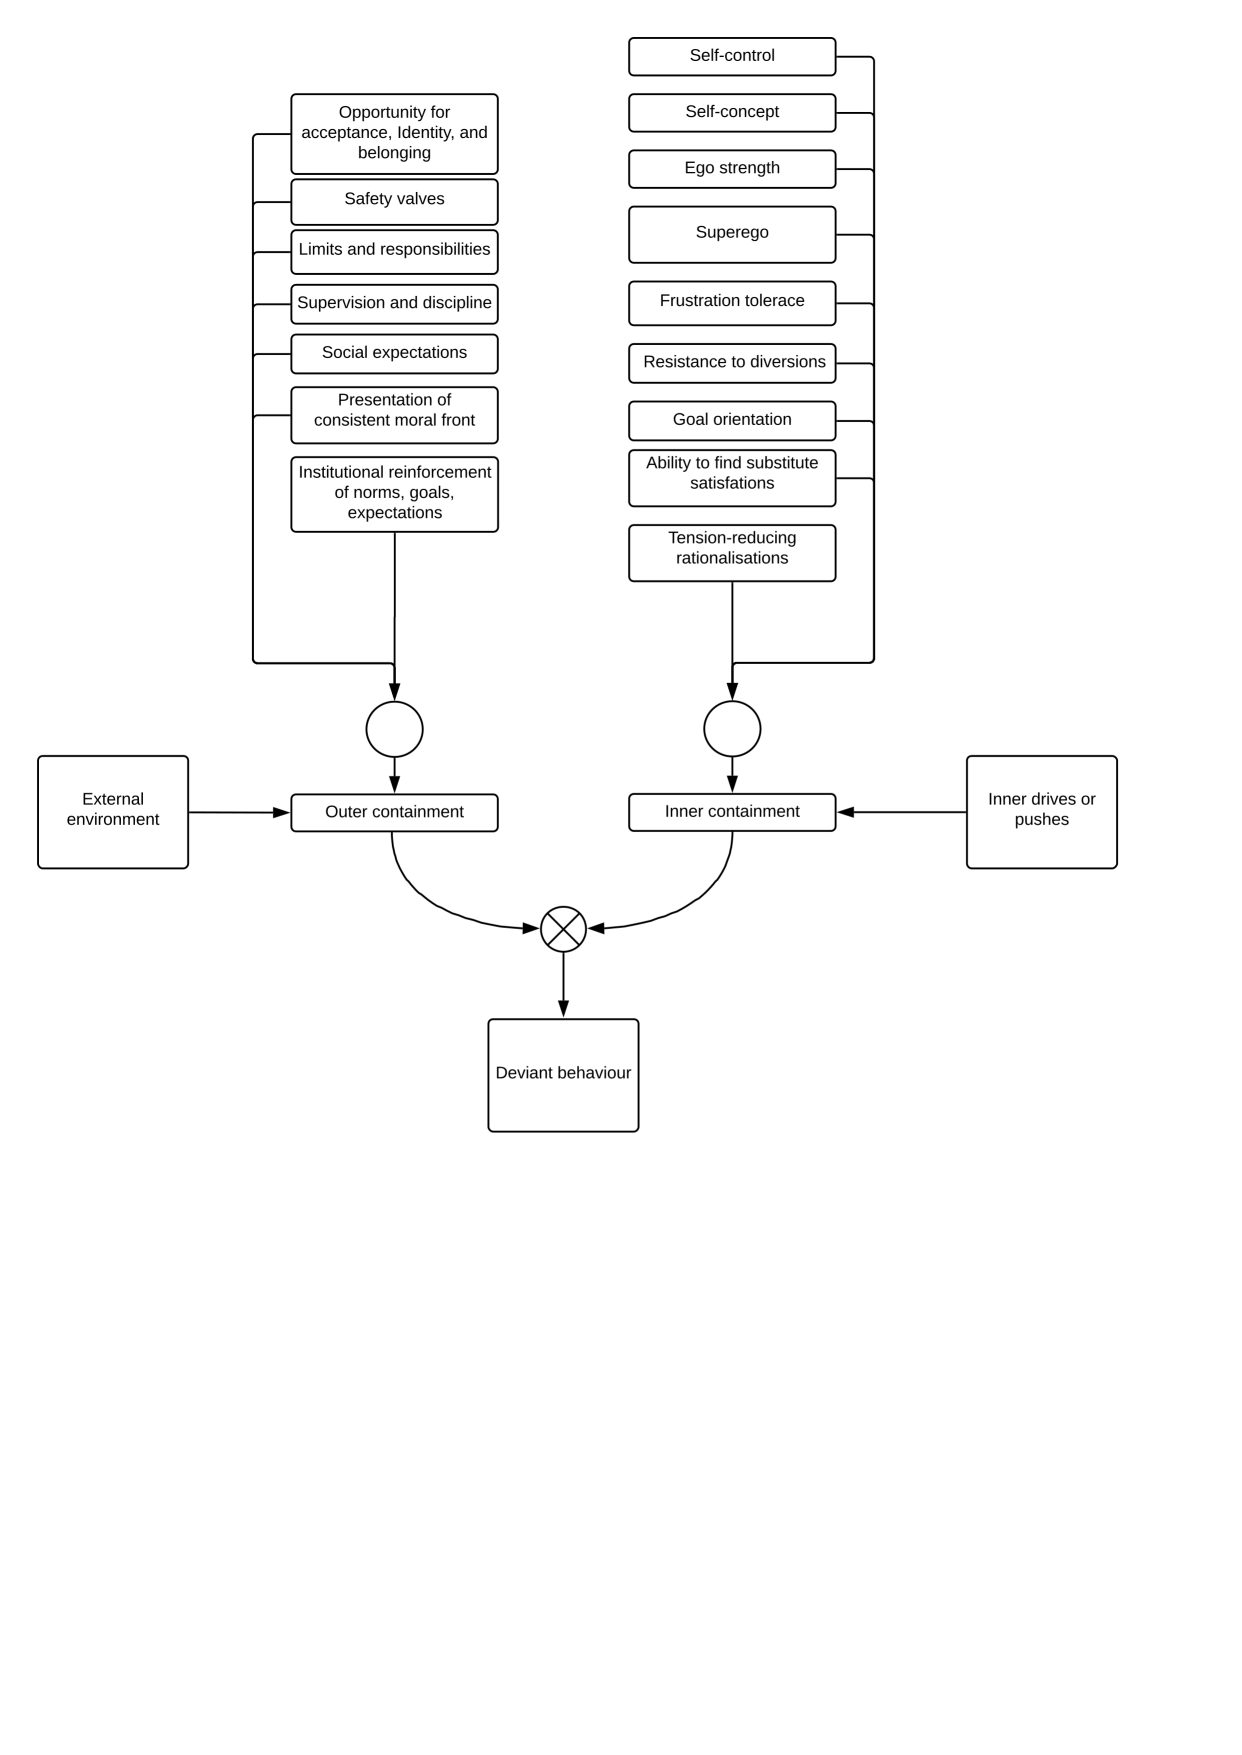 Opportunity for
acceptance, Identity, and
belonging
Safety valves
Limits and responsibilities
Supervision and discipline
Social expectations
Presentation of
consistent moral front
Institutional reinforcement
of norms, goals,
expectations
Self-control
Self-concept
Ego strength
Superego
Frustration tolerace
Resistance to diversions
Goal orientation
Ability to find substitute
satisfations
Tension-reducing
rationalisations
External
environment
Outer containment
Inner containment
Inner drives or
pushes
Deviant behaviour